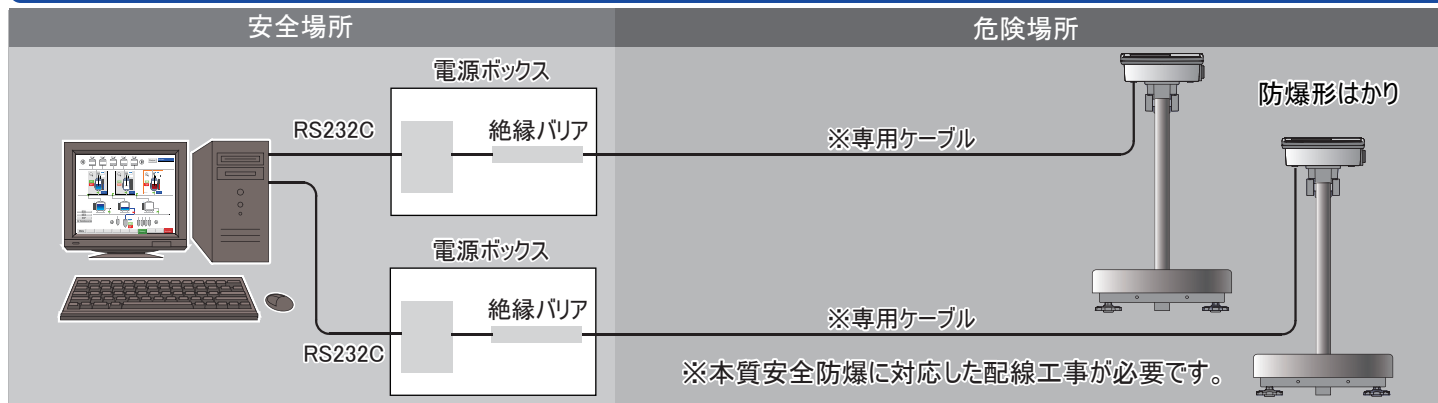 安全場所
危険場所
電源ボックス
防爆形はかり
RS232C
絶縁バリア
※専用ケーブル
電源ボックス
絶縁バリア
※専用ケーブル
RS232C
※本質安全防爆に対応した配線工事が必要です。